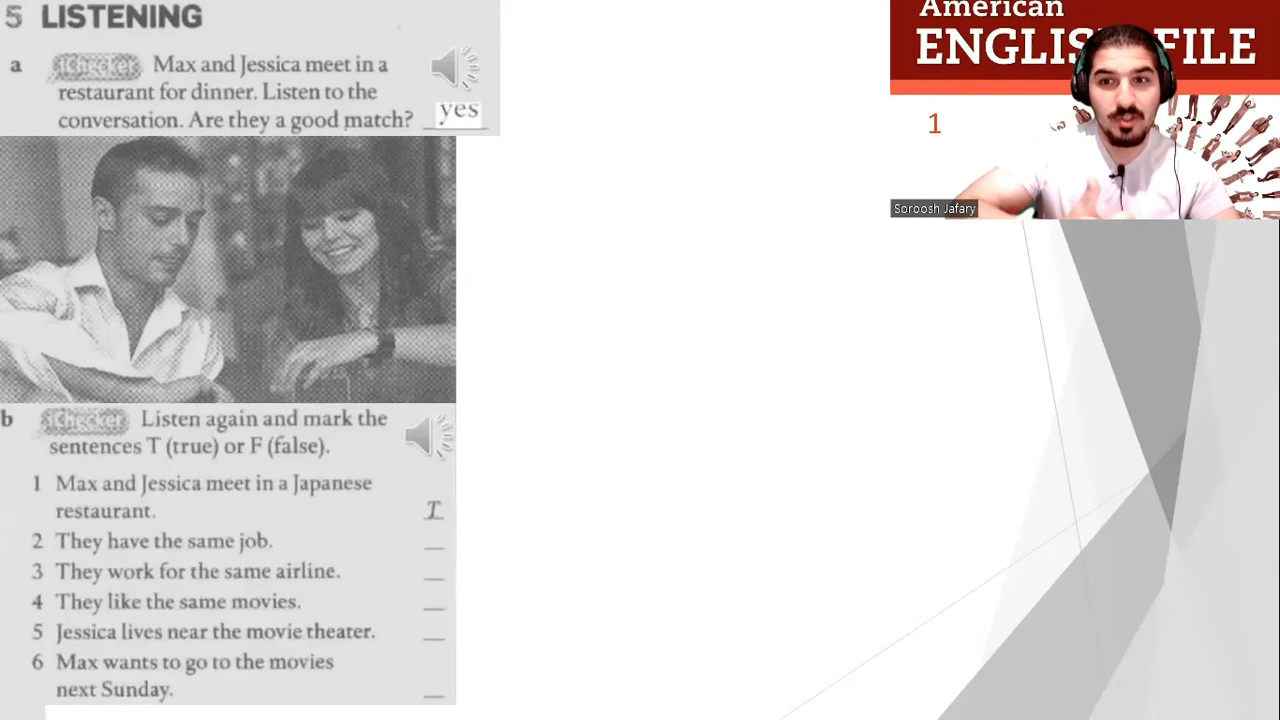 5 LISTENING
a iChecker Max and Jessica meet in a
restaurant for dinner. Listen to the
conversation. Are they a good match? yes
b iChecker Listen again and mark the
sentences T (true) or F (false).
1 Max and Jessica meet in a Japanese
restaurant. T
2 They have the same job.
3 They work for the same airline.
4 They like the same movies.
5 Jessica lives near the movie theater.
6 Max wants to go to the movies
next Sunday.
American
ENGLISH FILE
1
Soroosh Jafary